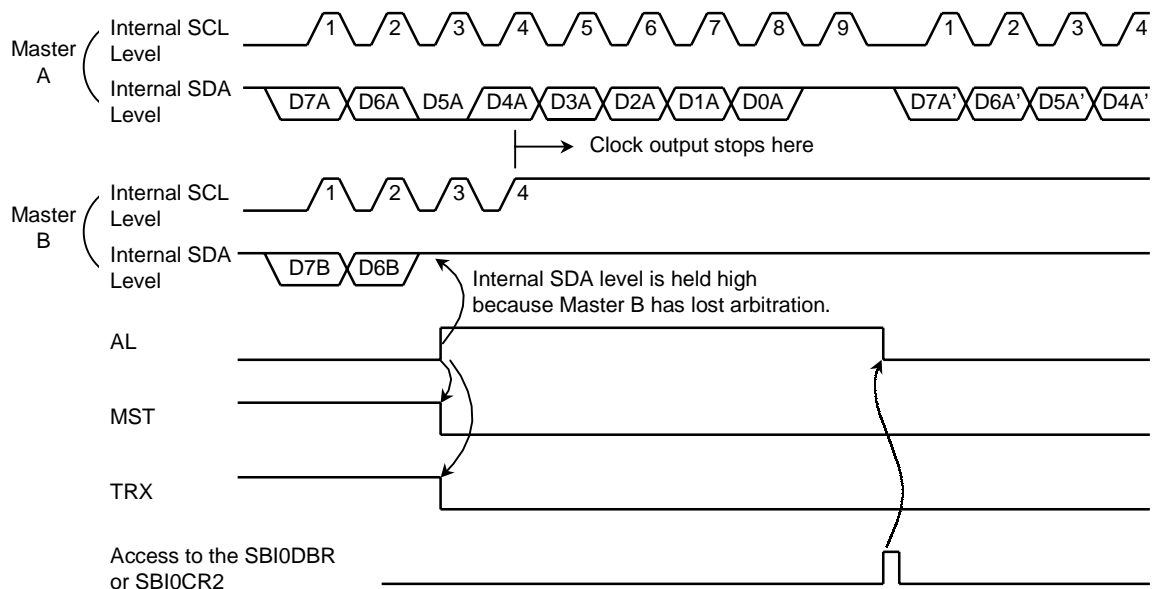 Master
A
Internal SCL
Level
1 2 3 4 5 6 7 8 9 1 2 3 4
Internal SDA
Level
D7A D6A D5A D4A D3A D2A D1A D0A D7A’ D6A’ D5A’ D4A’
Clock output stops here
Master
B
Internal SCL
Level
1 2 3 4
Internal SDA
Level
D7B D6B
Internal SDA level is held high
because Master B has lost arbitration.
AL
MST
TRX
Access to the SBI0DBR
or SBI0CR2